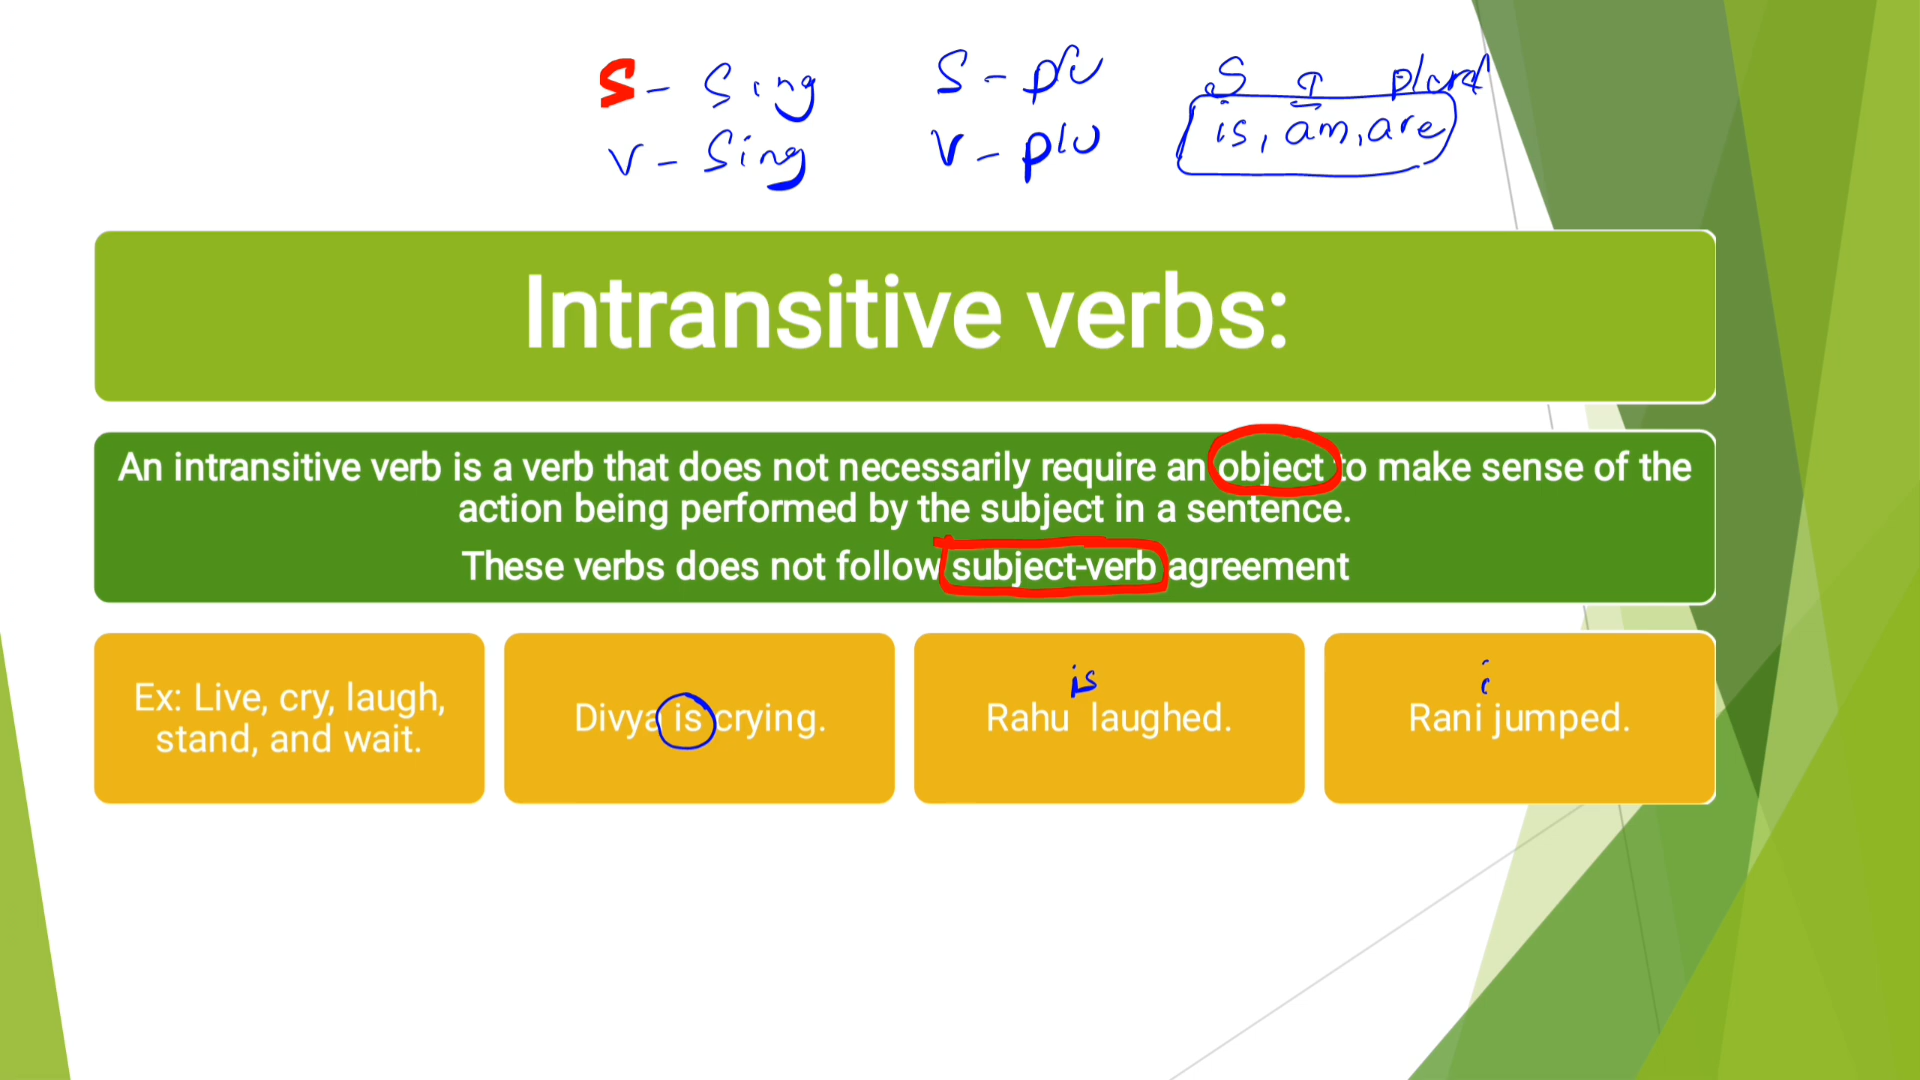 S - Sing
V - Sing
S - plu
V - plu
S I plural
is, am, are
Intransitive verbs:
An intransitive verb is a verb that does not necessarily require an object to make sense of the
action being performed by the subject in a sentence.
These verbs does not follow subject-verb agreement
Ex: Live, cry, laugh,
stand, and wait.
Divya is crying.
is
Rahu laughed.
i
Rani jumped.